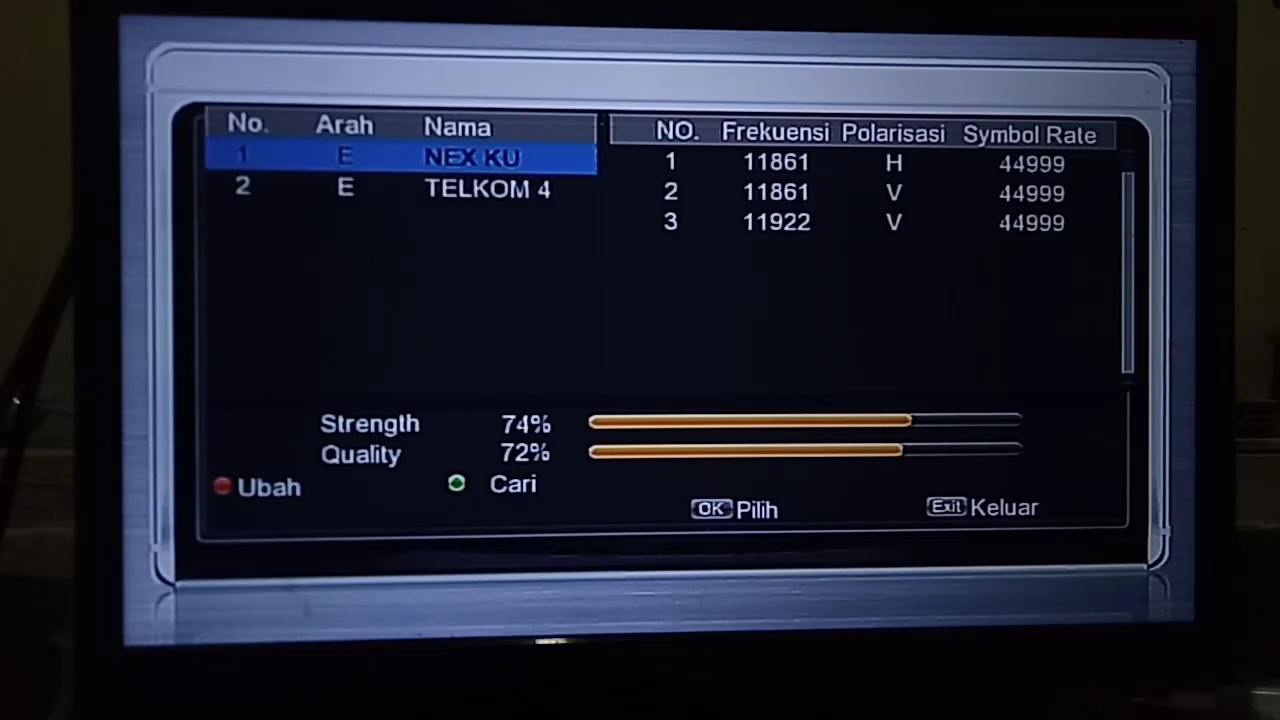 No. Arah Nama
1 E NEX KU
2 E TELKOM 4
NO. Frekuensi Polarisasi Symbol Rate
1 11861 H 44999
2 11861 V 44999
3 11922 V 44999
Strength 74%
Quality 72%
Ubah Cari
OK Pilih Exit Keluar